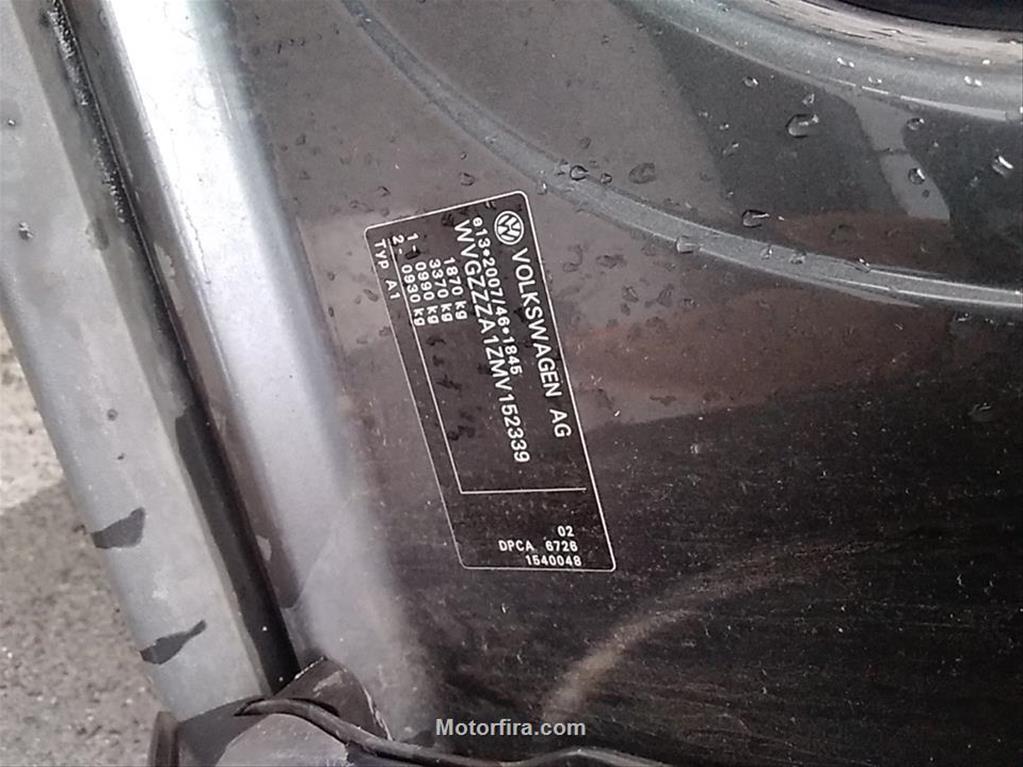 VOLKSWAGEN AG
e13*2007/46*1845
WVGZZZA1ZMV152339
1870 kg
3370 kg
1- 0990 kg
2- 0930 kg
Typ A1
02
DPCA 6726
1540048
Motorfira.com